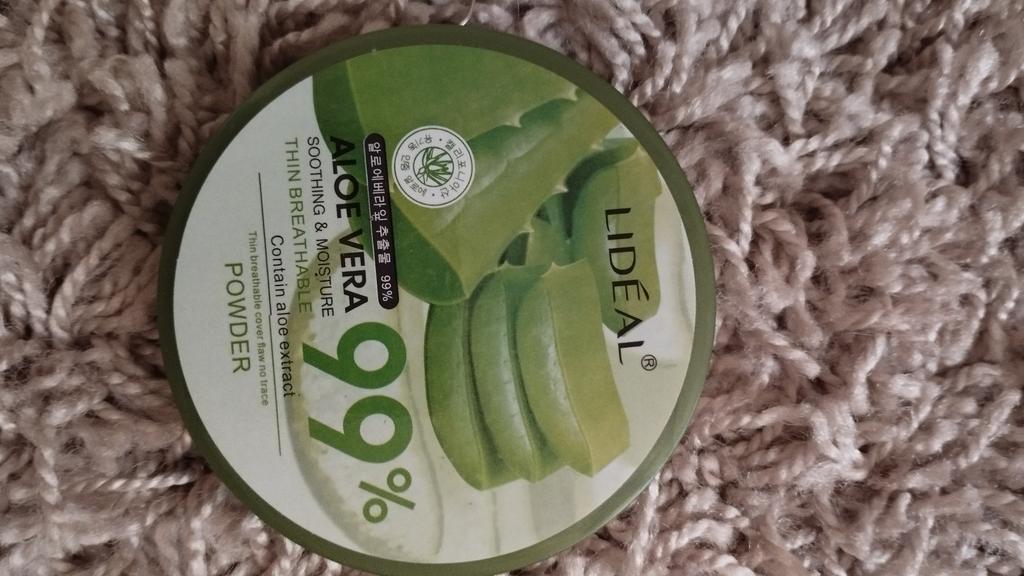 LIDÉAL®
알로에베라잎 추출물 99%
ALOE VERA 99%
SOOTHING & MOISTURE
THIN BREATHABLE
Contain aloe extract
Thin breathable cover flaw no trace
POWDER